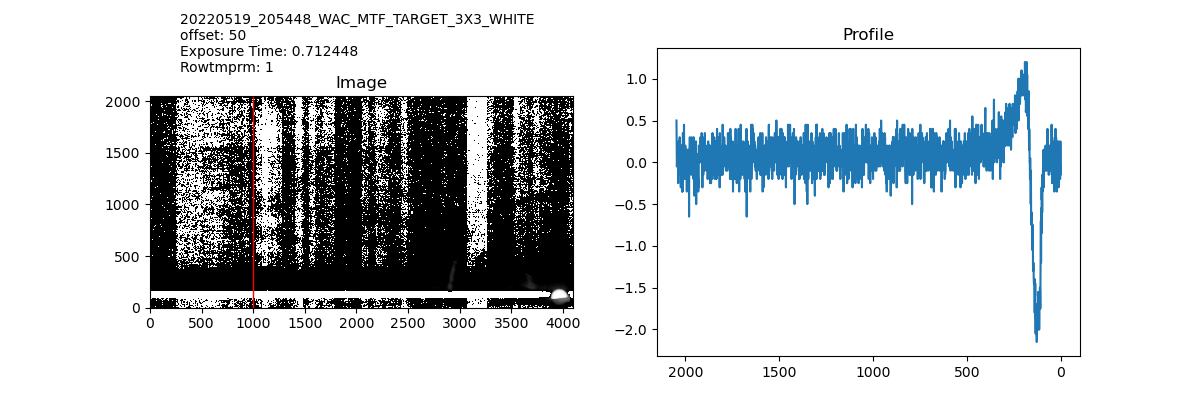 20220519_205448_WAC_MTF_TARGET_3X3_WHITE
offset: 50
Exposure Time: 0.712448
Rowtmprm: 1
Image
2000
1500
1000
500
0
0 500 1000 1500 2000 2500 3000 3500 4000
Profile
1.0
0.5
0.0
−0.5
−1.0
−1.5
−2.0
2000 1500 1000 500 0